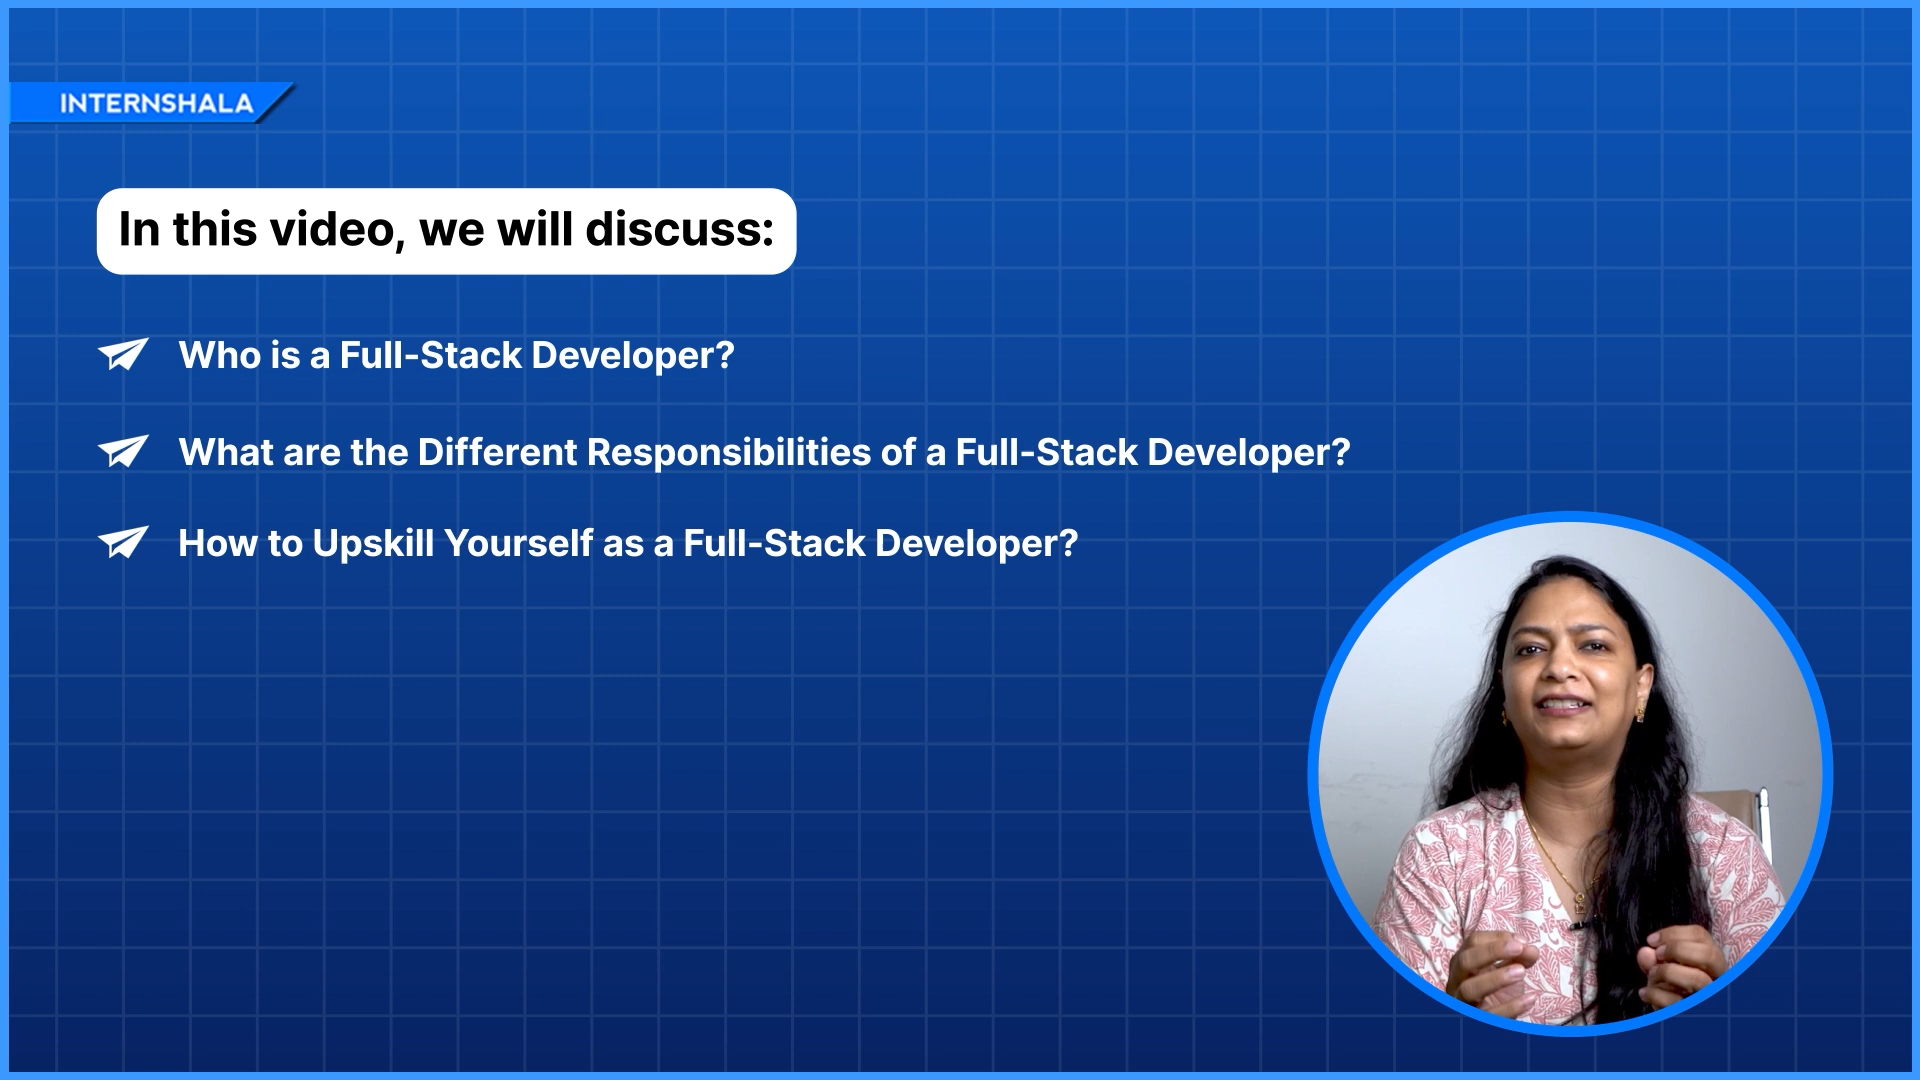 INTERNSHALA
In this video, we will discuss:
Who is a Full-Stack Developer?
What are the Different Responsibilities of a Full-Stack Developer?
How to Upskill Yourself as a Full-Stack Developer?